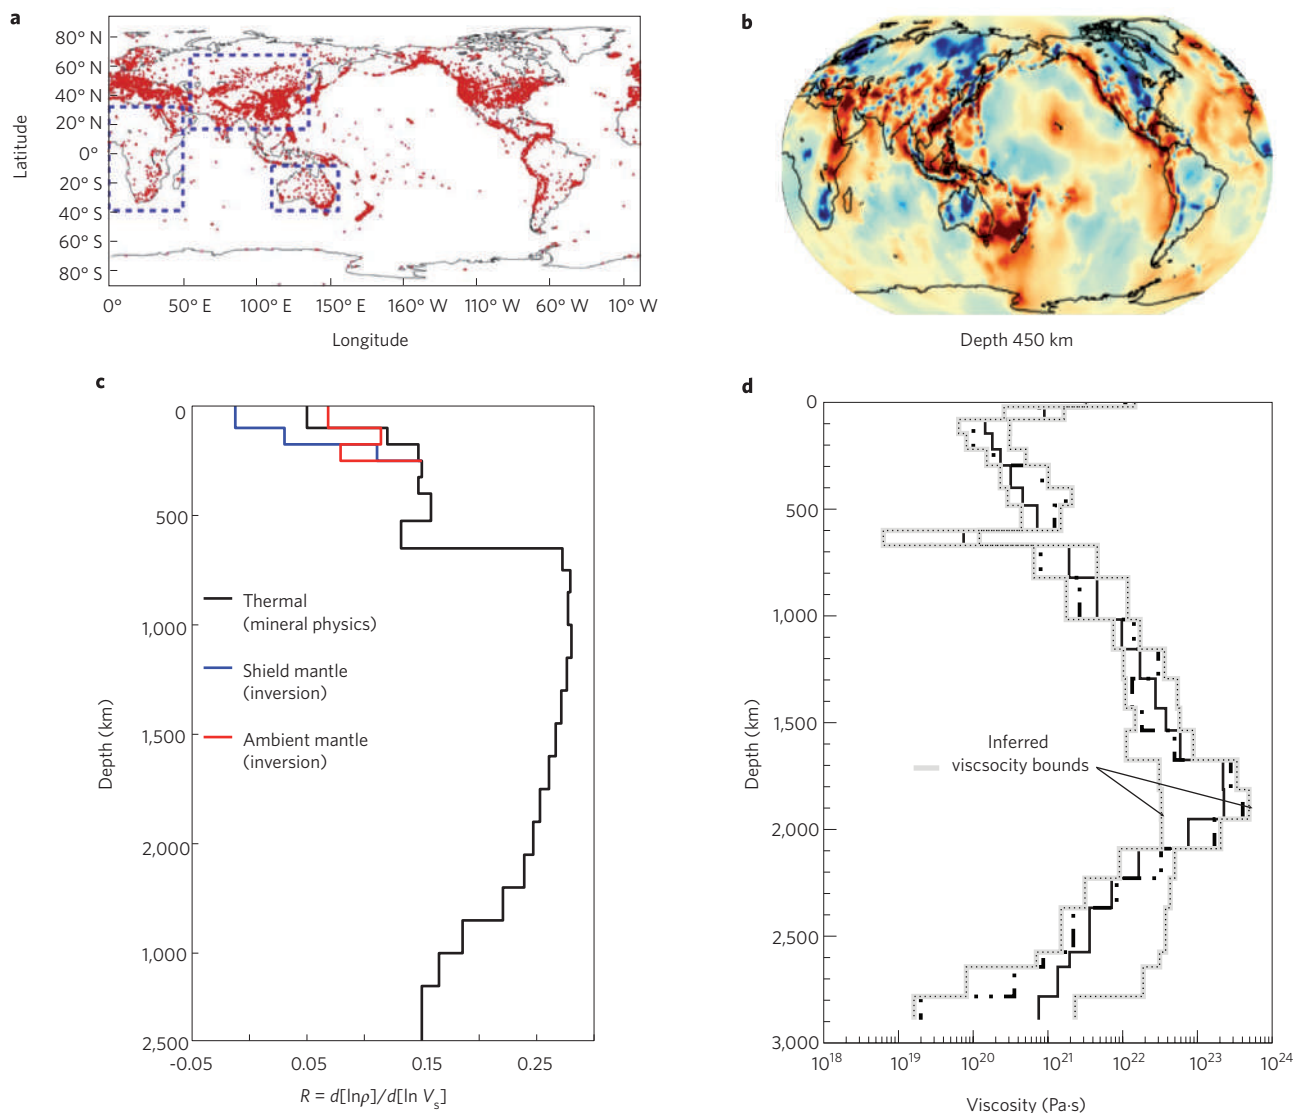 a
80° N
60° N
40° N
20° N
0°
20° S
40° S
60° S
80° S
Latitude
0° 50° E 100° E 150° E 160° W 110° W 60° W 10° W
Longitude
b
Depth 450 km
c
0
500
1,000
1,500
2,000
1,000
2,500
Depth (km)
Thermal
(mineral physics)
Shield mantle
(inversion)
Ambient mantle
(inversion)
-0.05 0.05 0.15 0.25
R = d[lnρ]/d[ln Vs]
d
0
500
1,000
1,500
2,000
2,500
3,000
Depth (km)
Inferred
viscsocity bounds
10^18 10^19 10^20 10^21 10^22 10^23 10^24
Viscosity (Pa·s)